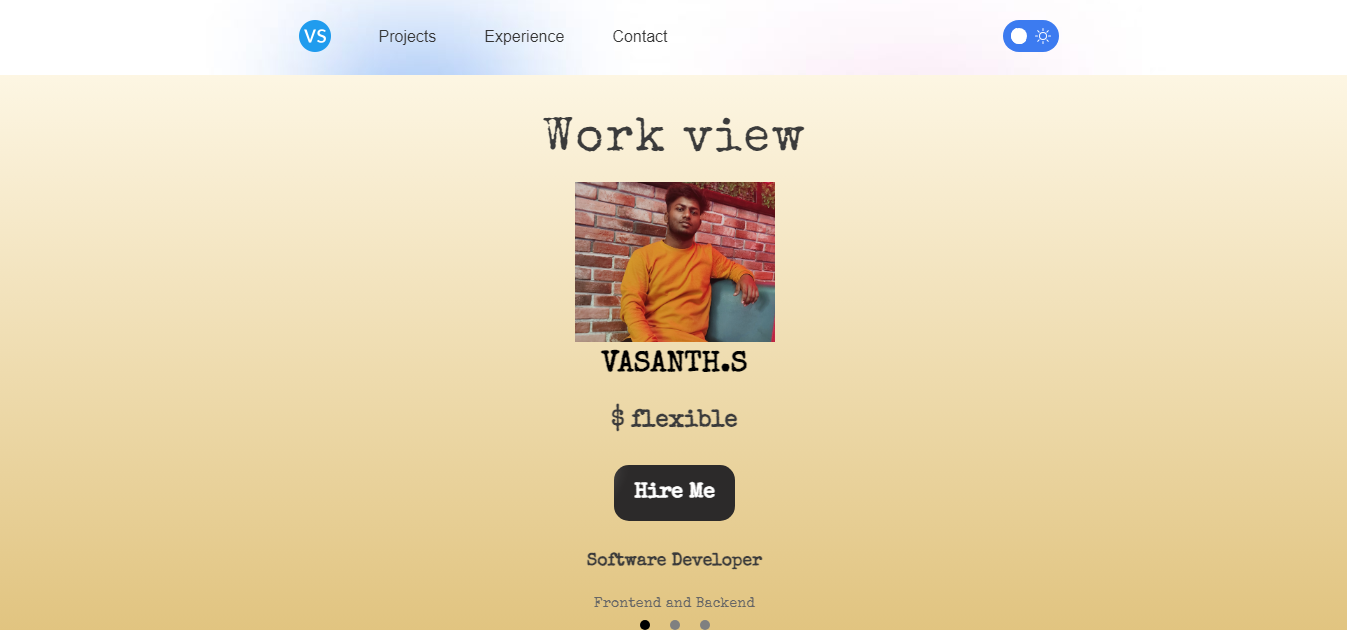 VS
Projects
Experience
Contact
Work view
VASANTH.S
$ flexible
Hire Me
Software Developer
Frontend and Backend